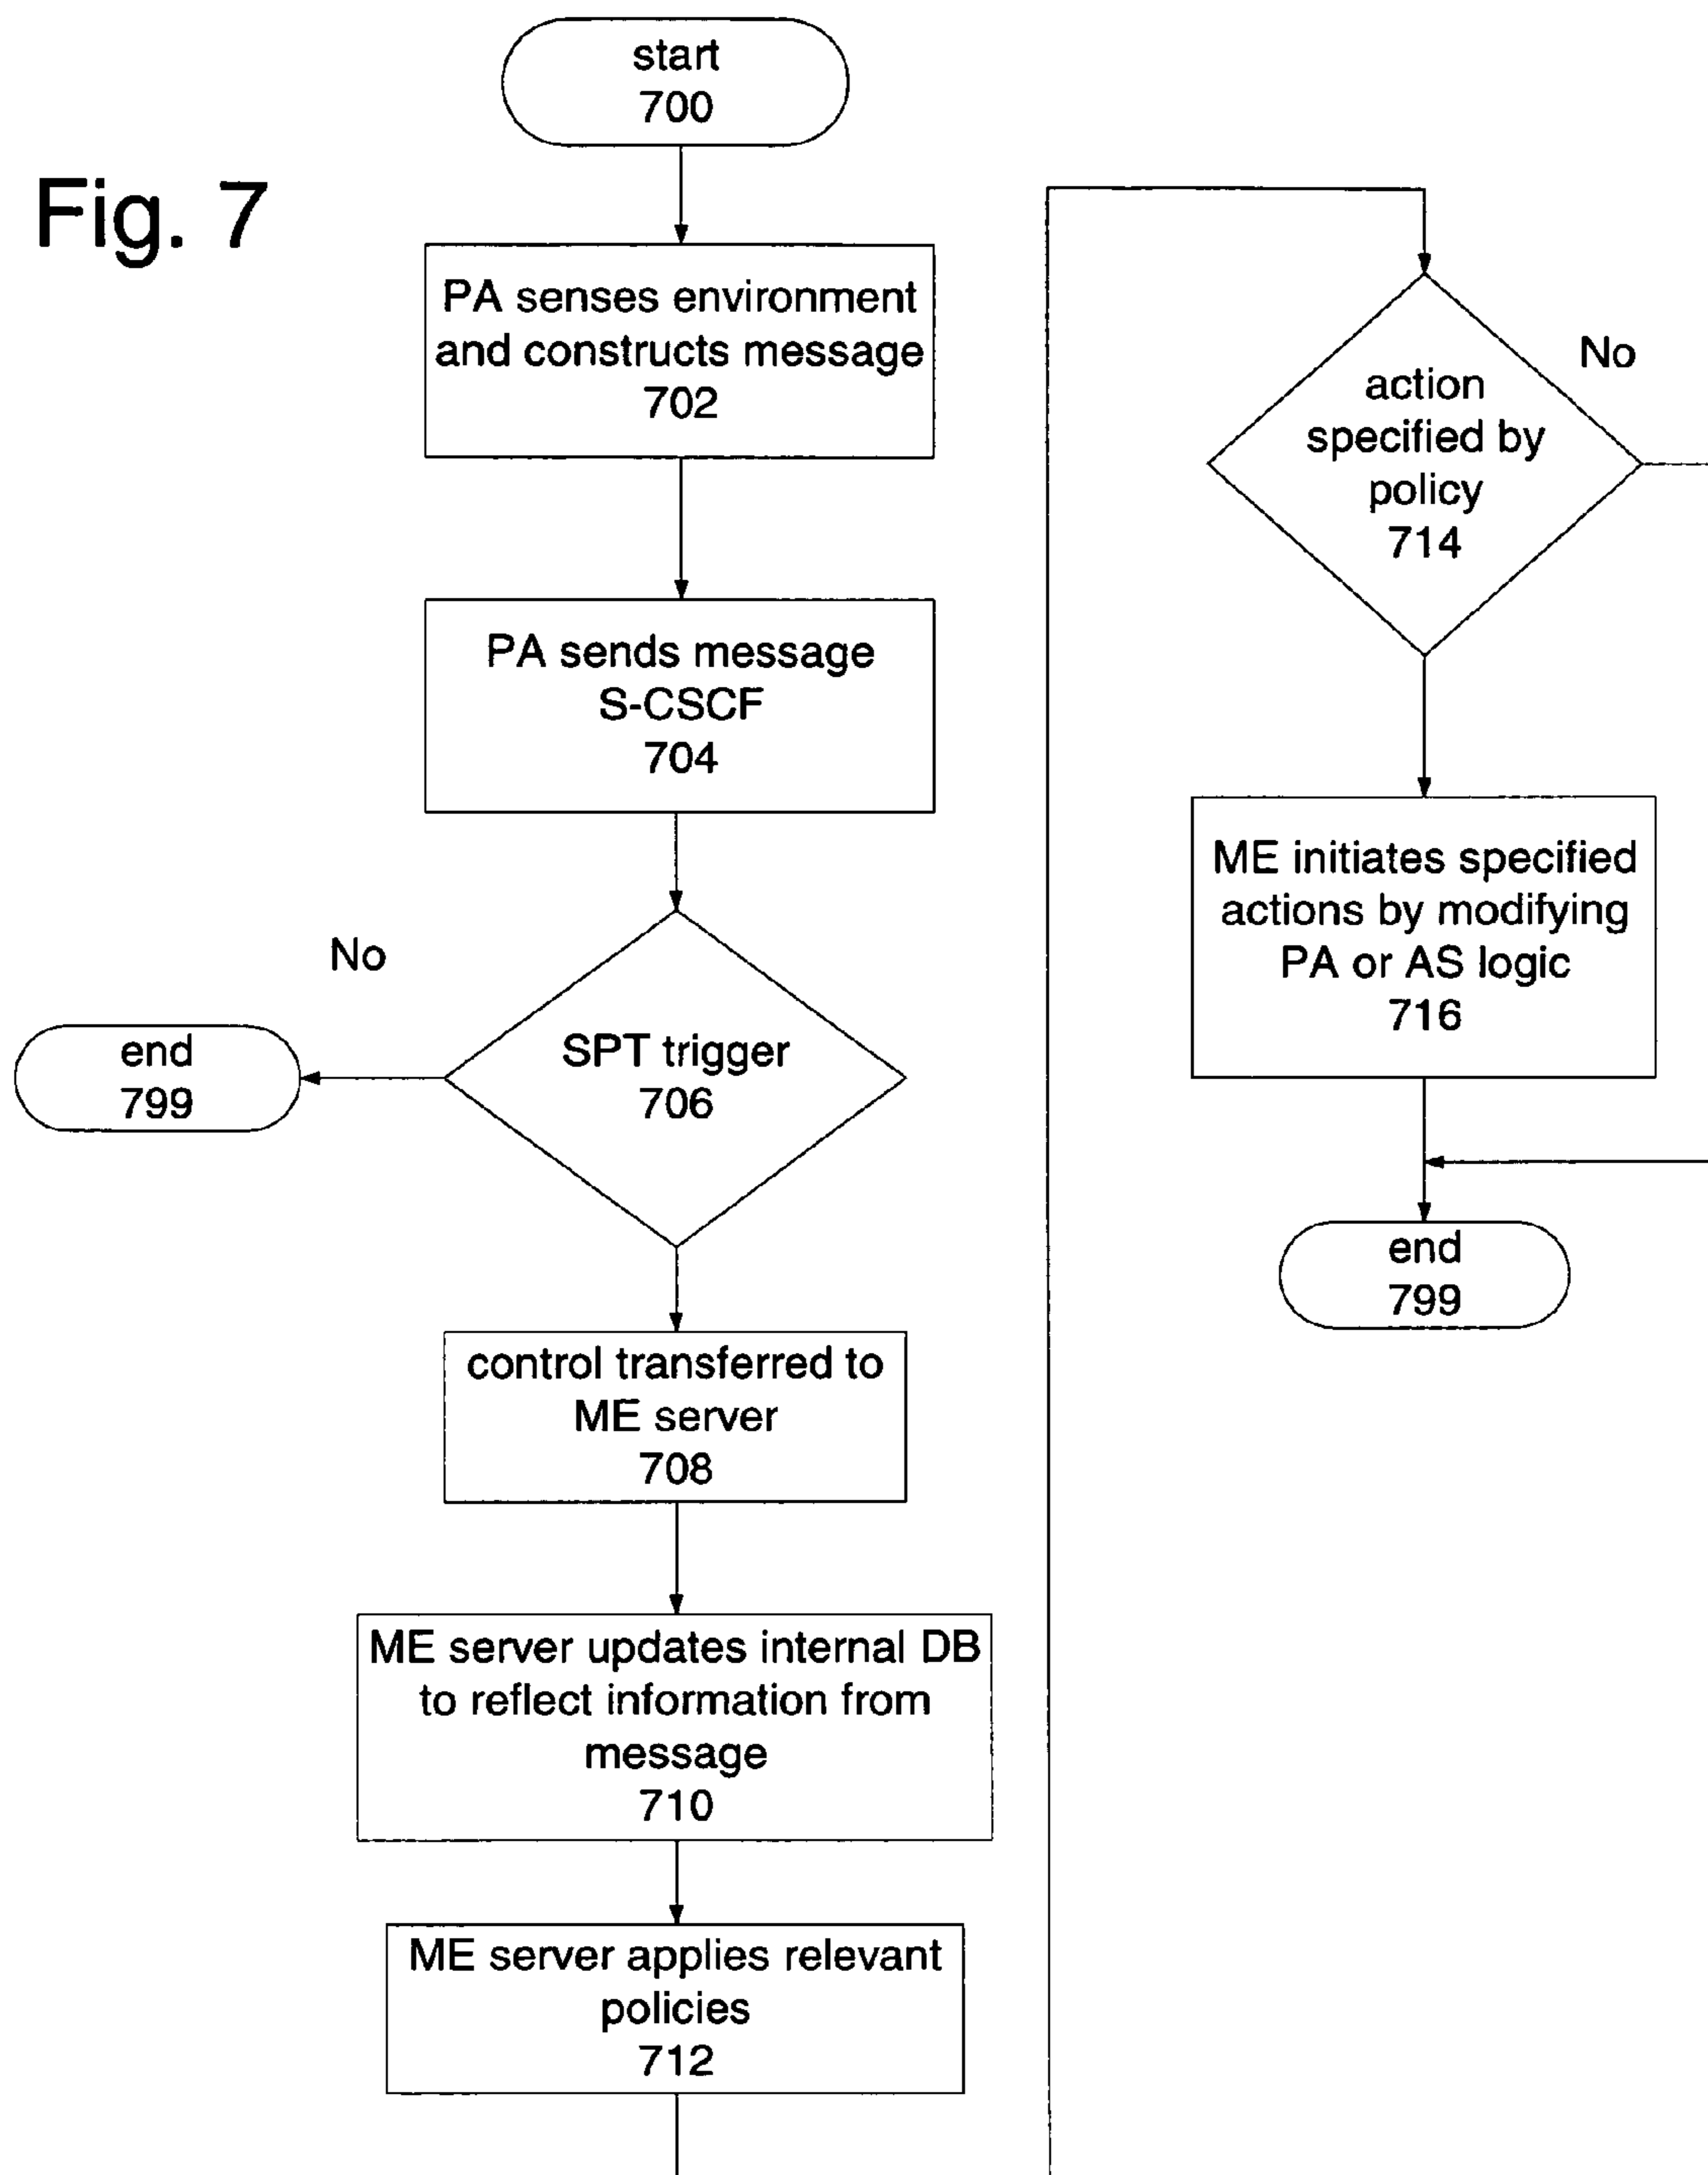 Fig. 7
start
700
PA senses environment
and constructs message
702
PA sends message
S-CSCF
704
No
SPT trigger
706
end
799
control transferred to
ME server
708
ME server updates internal DB
to reflect information from
message
710
ME server applies relevant
policies
712
No
action
specified by
policy
714
ME initiates specified
actions by modifying
PA or AS logic
716
end
799